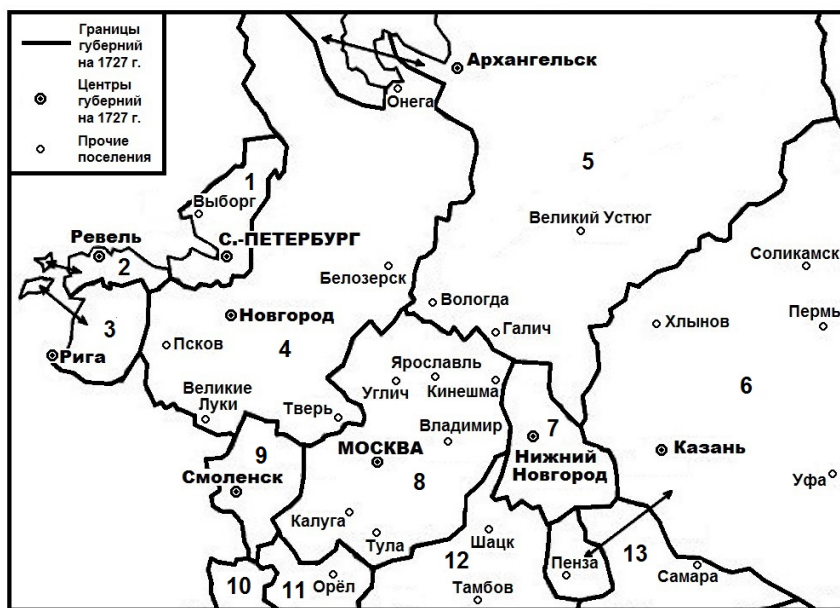 Границы
губерний
на 1727 г.
Центры
губерний
на 1727 г.
Прочие
поселения
Архангельск
Онега
5
1
Выборг
Великий Устюг
Ревель
С.-ПЕТЕРБУРГ
2
Соликамск
Белозерск
Вологда
3
Новгород
Хлынов
Пермь
Галич
Псков
4
Рига
Ярославль
Углич
Кинешма
6
Великие
Луки
Тверь
Владимир
7
9
МОСКВА
Нижний
Новгород
Казань
Смоленск
8
Уфа
Калуга
Тула
Шацк
12
13
Пенза
Самара
10
11
Орёл
Тамбов